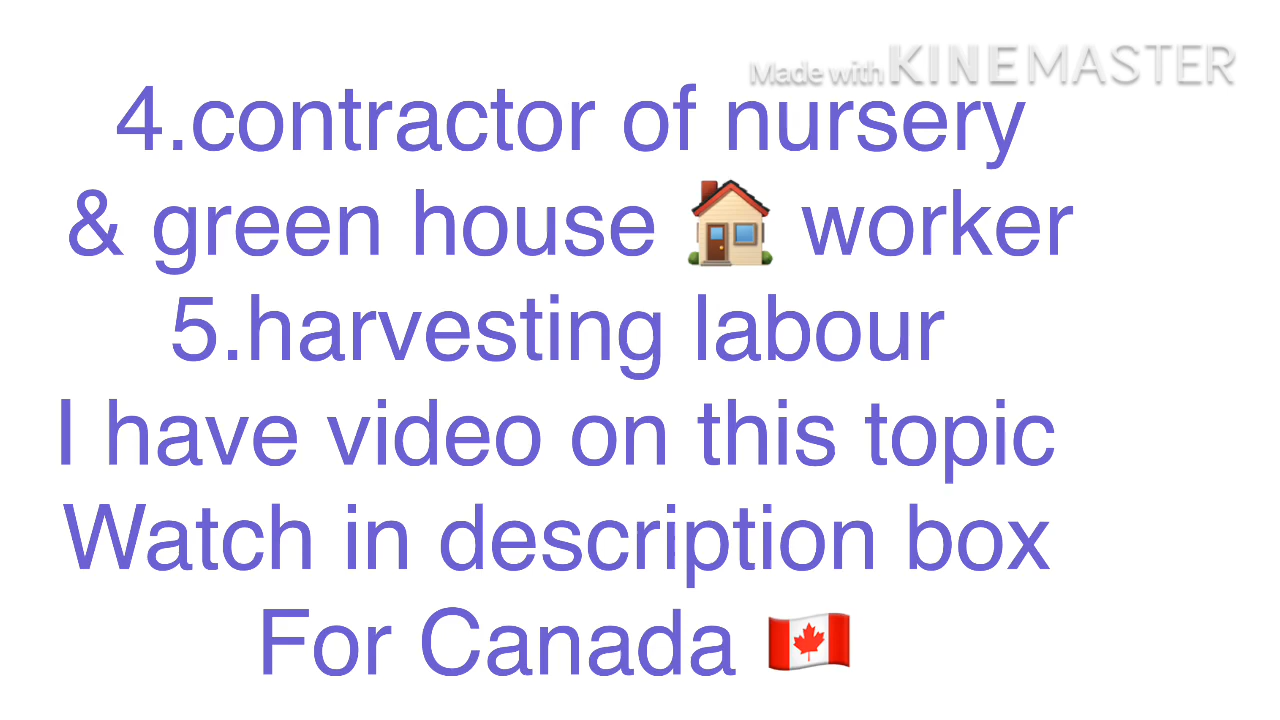 Made with KINEMASTER
4.contractor of nursery
& green house 🏠 worker
5.harvesting labour
I have video on this topic
Watch in description box
For Canada 🇨🇦